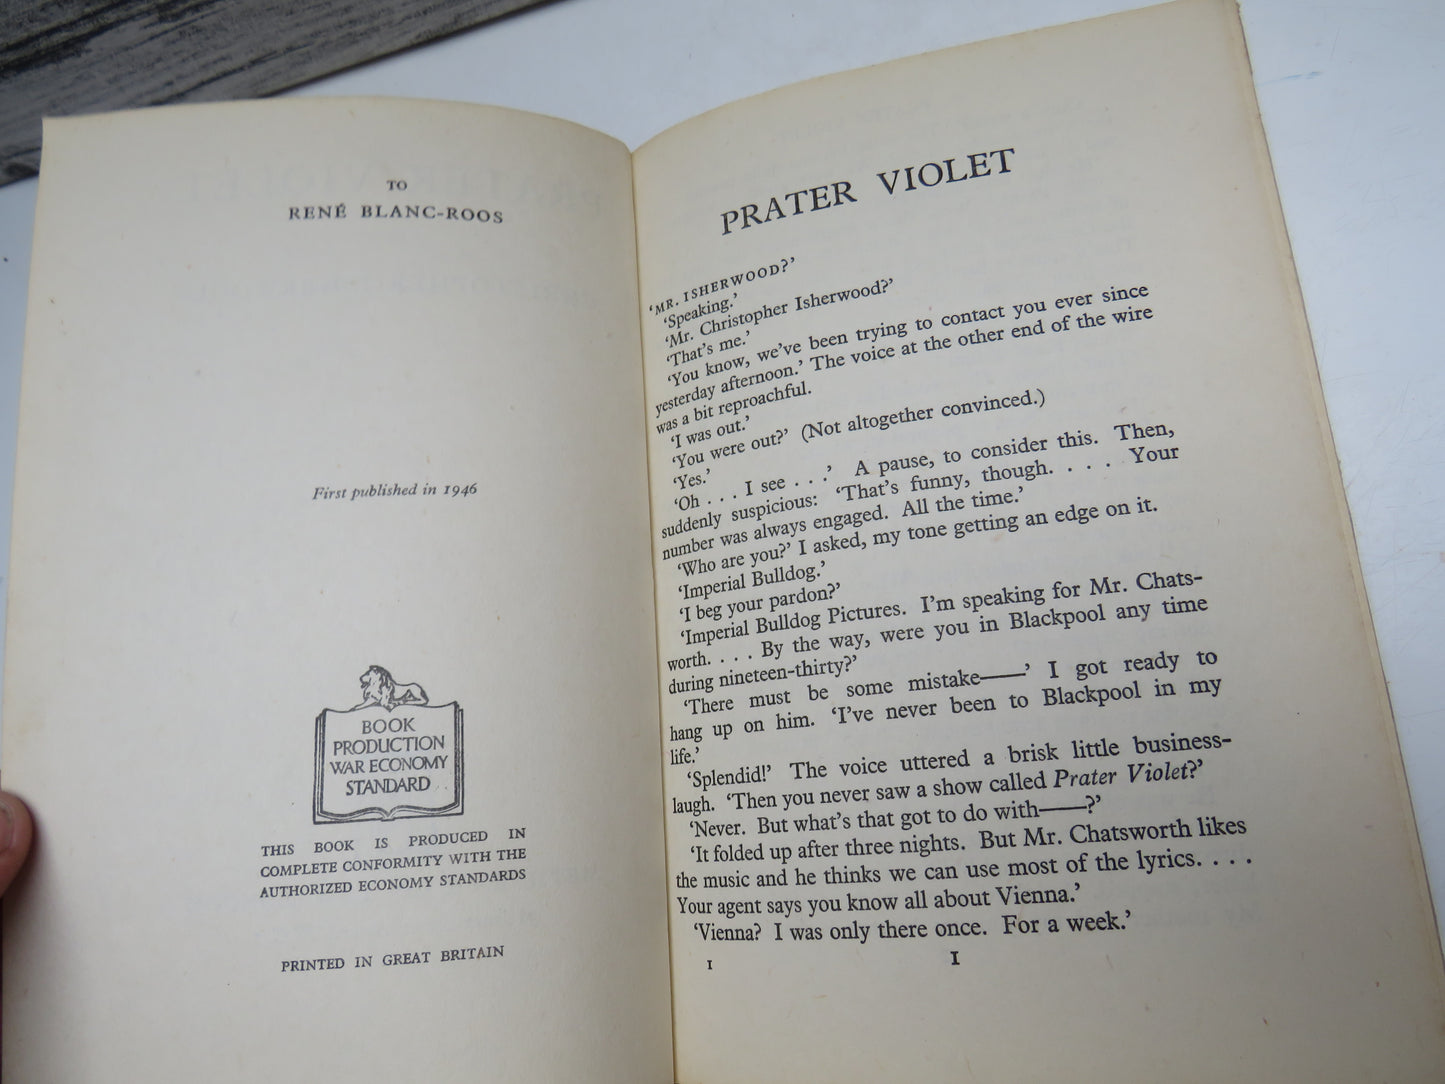 TO
RENÉ BLANC-ROOS
First published in 1946
BOOK
PRODUCTION
WAR ECONOMY
STANDARD
THIS BOOK IS PRODUCED IN
COMPLETE CONFORMITY WITH THE
AUTHORIZED ECONOMY STANDARDS
PRINTED IN GREAT BRITAIN
PRATER VIOLET
‘MR. ISHERWOOD?’
‘Speaking.’
‘Mr. Christopher Isherwood?’
‘That’s me.’
‘You know, we’ve been trying to contact you ever since
yesterday afternoon.’ The voice at the other end of the wire
was a bit reproachful.
‘I was out.’
‘You were out?’ (Not altogether convinced.)
‘Yes.’
‘Oh . . . I see . . .’ A pause, to consider this. Then,
suddenly suspicious: ‘That’s funny, though. . . . Your
number was always engaged. All the time.’
‘Who are you?’ I asked, my tone getting an edge on it.
‘Imperial Bulldog.’
‘I beg your pardon?’
‘Imperial Bulldog Pictures. I’m speaking for Mr. Chats-
worth. . . . By the way, were you in Blackpool any time
during nineteen-thirty?’
‘There must be some mistake——’ I got ready to
hang up on him. ‘I’ve never been to Blackpool in my
life.’
‘Splendid!’ The voice uttered a brisk little business-
laugh. ‘Then you never saw a show called Prater Violet?’
‘Never. But what’s that got to do with——?’
‘It folded up after three nights. But Mr. Chatsworth likes
the music and he thinks we can use most of the lyrics. . . .
Your agent says you know all about Vienna.’
‘Vienna? I was only there once. For a week.’
1 1